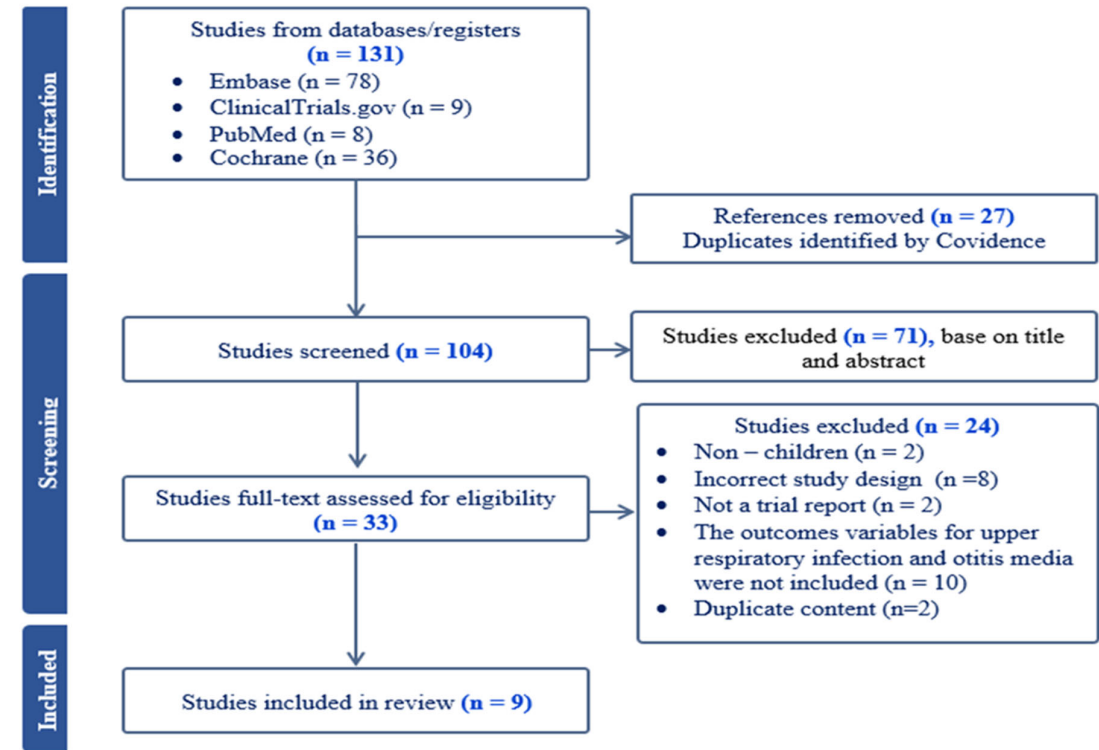 Identification
Studies from databases/registers
(n = 131)
• Embase (n = 78)
• ClinicalTrials.gov (n = 9)
• PubMed (n = 8)
• Cochrane (n = 36)
References removed (n = 27)
Duplicates identified by Covidence
Screening
Studies screened (n = 104)
Studies excluded (n = 71), base on title
and abstract
Studies full-text assessed for eligibility
(n = 33)
Studies excluded (n = 24)
• Non – children (n = 2)
• Incorrect study design (n =8)
• Not a trial report (n = 2)
• The outcomes variables for upper
respiratory infection and otitis media
were not included (n = 10)
• Duplicate content (n=2)
Included
Studies included in review (n = 9)